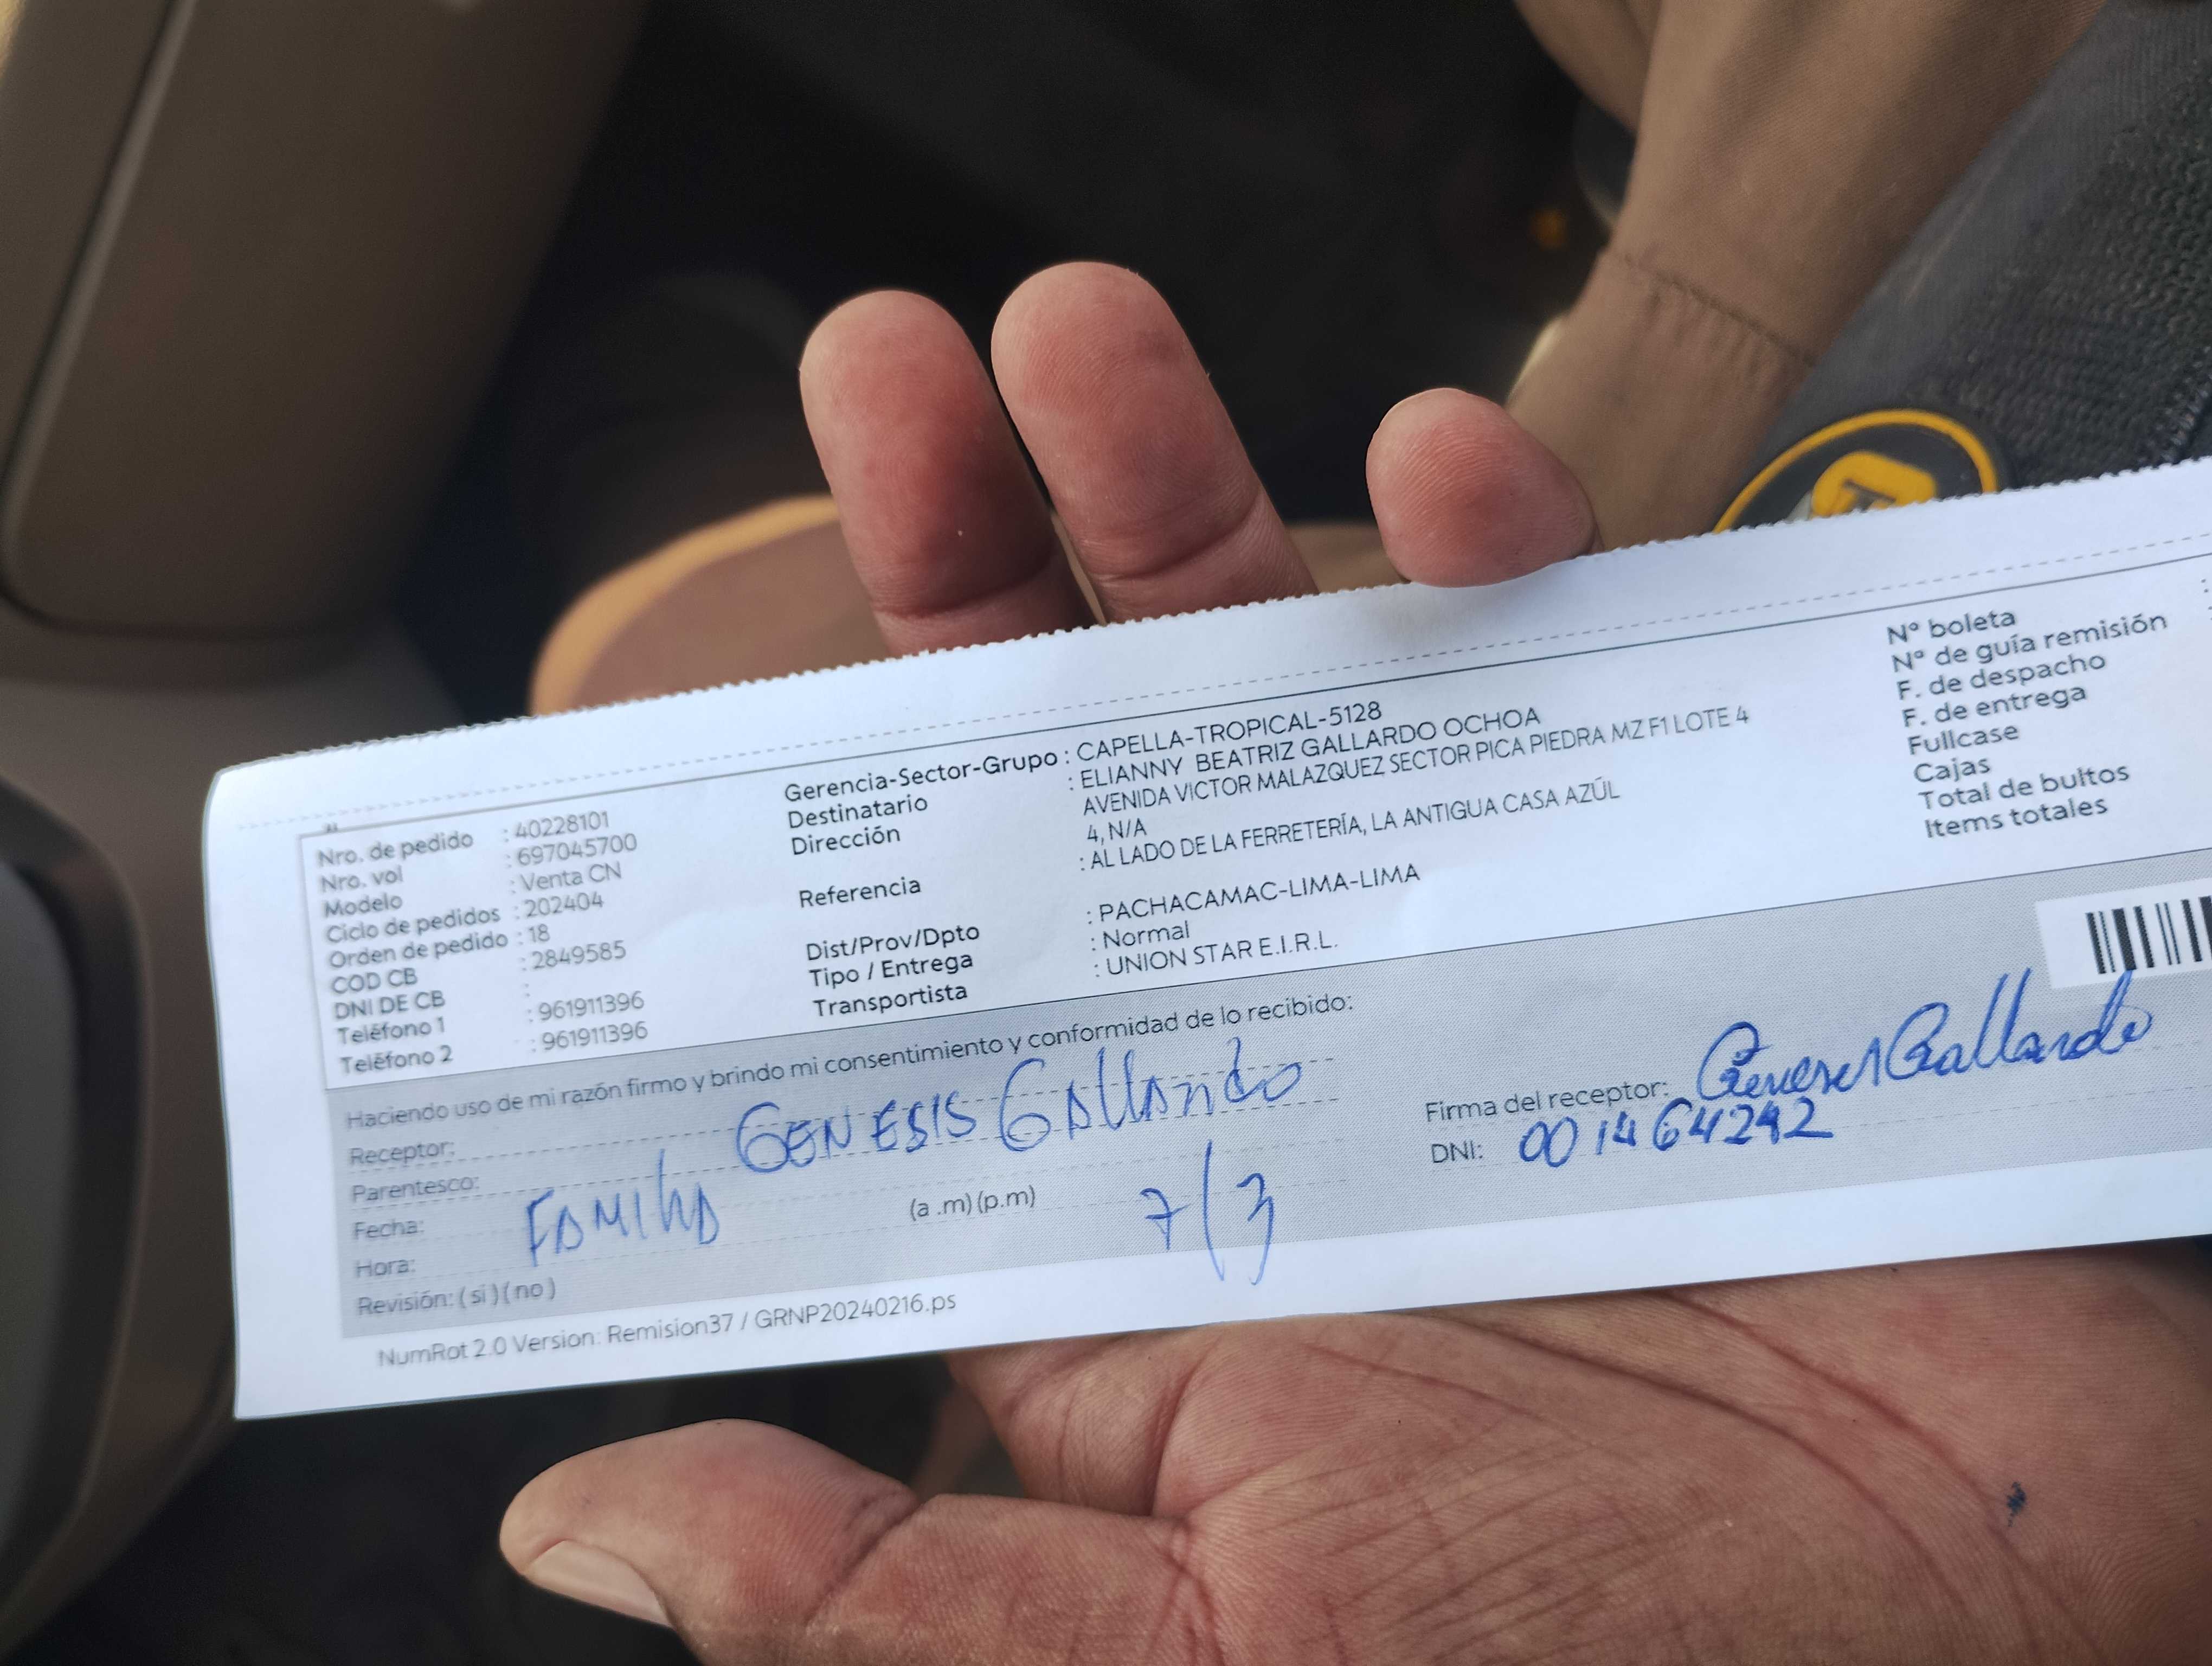 Nro. de pedido : 40228101
Nro. vol : 697045700
Modelo : Venta CN
Ciclo de pedidos : 202404
Orden de pedido : 18
COD CB : 2849585
DNI DE CB :
Teléfono 1 : 961911396
Teléfono 2 : 961911396
Gerencia-Sector-Grupo : CAPELLA-TROPICAL-5128
Destinatario : ELIANNY BEATRIZ GALLARDO OCHOA
Dirección AVENIDA VICTOR MALAZQUEZ SECTOR PICA PIEDRA MZ F1 LOTE 4
4, N/A
Referencia : AL LADO DE LA FERRETERÍA, LA ANTIGUA CASA AZÚL
Dist/Prov/Dpto : PACHACAMAC-LIMA-LIMA
Tipo / Entrega : Normal
Transportista : UNION STAR E.I.R.L.
N° boleta :
N° de guía remisión :
F. de despacho
F. de entrega
Fullcase
Cajas
Total de bultos
Items totales
Haciendo uso de mi razón firmo y brindo mi consentimiento y conformidad de lo recibido:
Receptor: GENESIS Gallardo
Parentesco:
Fecha: Familia
Hora: (a .m) (p.m) 7/3
Revisión: ( si ) ( no )
Firma del receptor: Genesis Gallardo
DNI: 001464242
NumRot 2.0 Version: Remision37 / GRNP20240216.ps